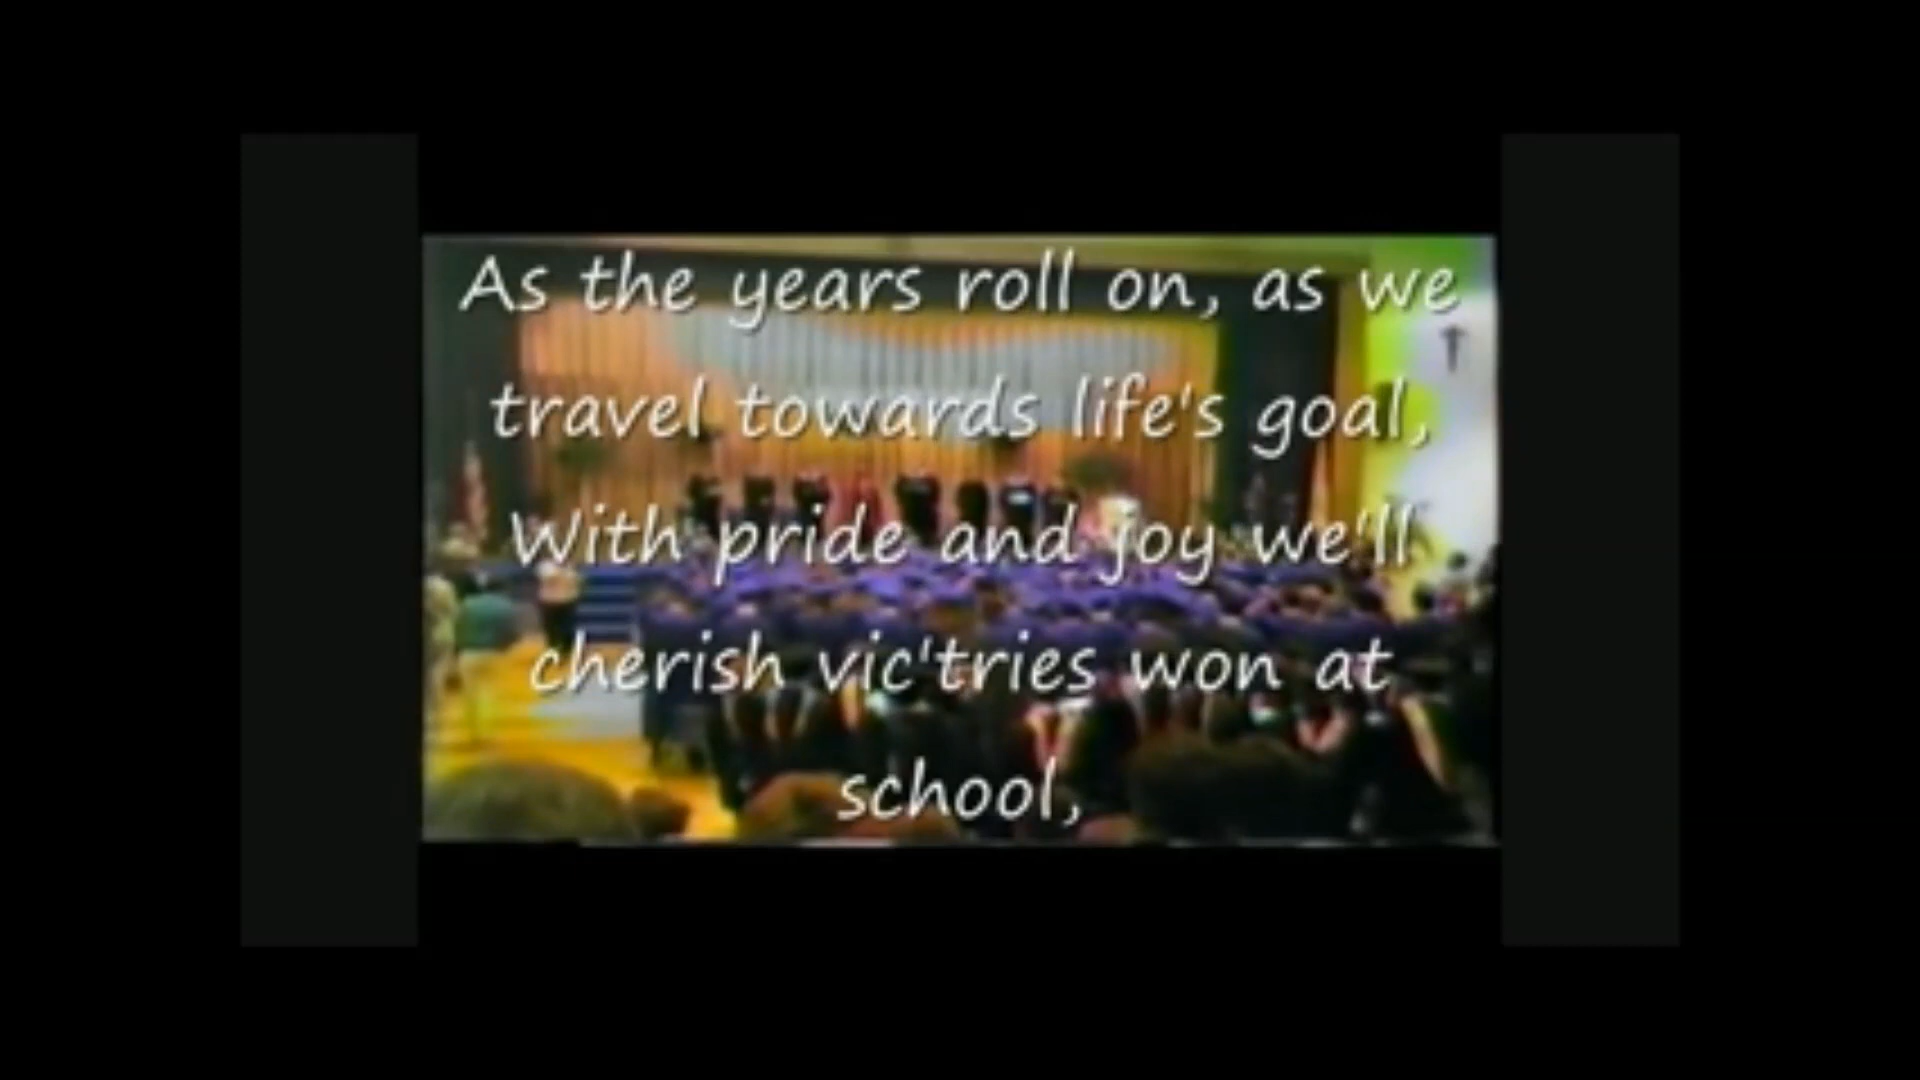 As the years roll on, as we
travel towards life's goal,
With pride and joy we'll
cherish vic'tries won at
school,